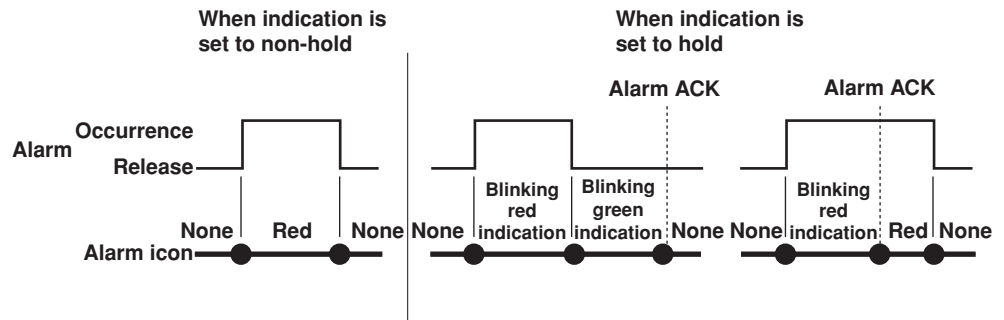 When indication is
set to non-hold
When indication is
set to hold
Alarm ACK
Alarm ACK
Alarm
Occurrence
Release
None
Red
None
None
Blinking
red
indication
Blinking
green
indication
None
None
Blinking
red
indication
Red
None
Alarm icon